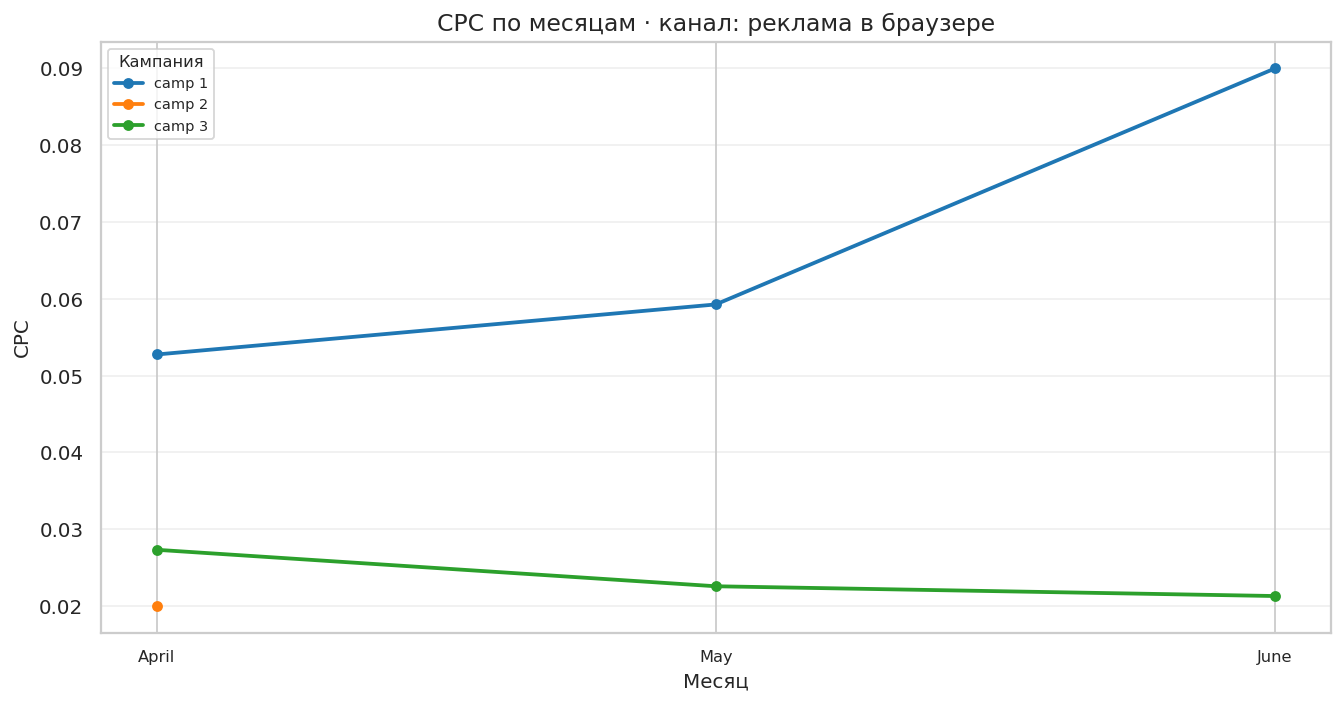 CPC по месяцам · канал: реклама в браузере
Кампания
camp 1
camp 2
camp 3
CPC
0.09
0.08
0.07
0.06
0.05
0.04
0.03
0.02
April
May
June
Месяц